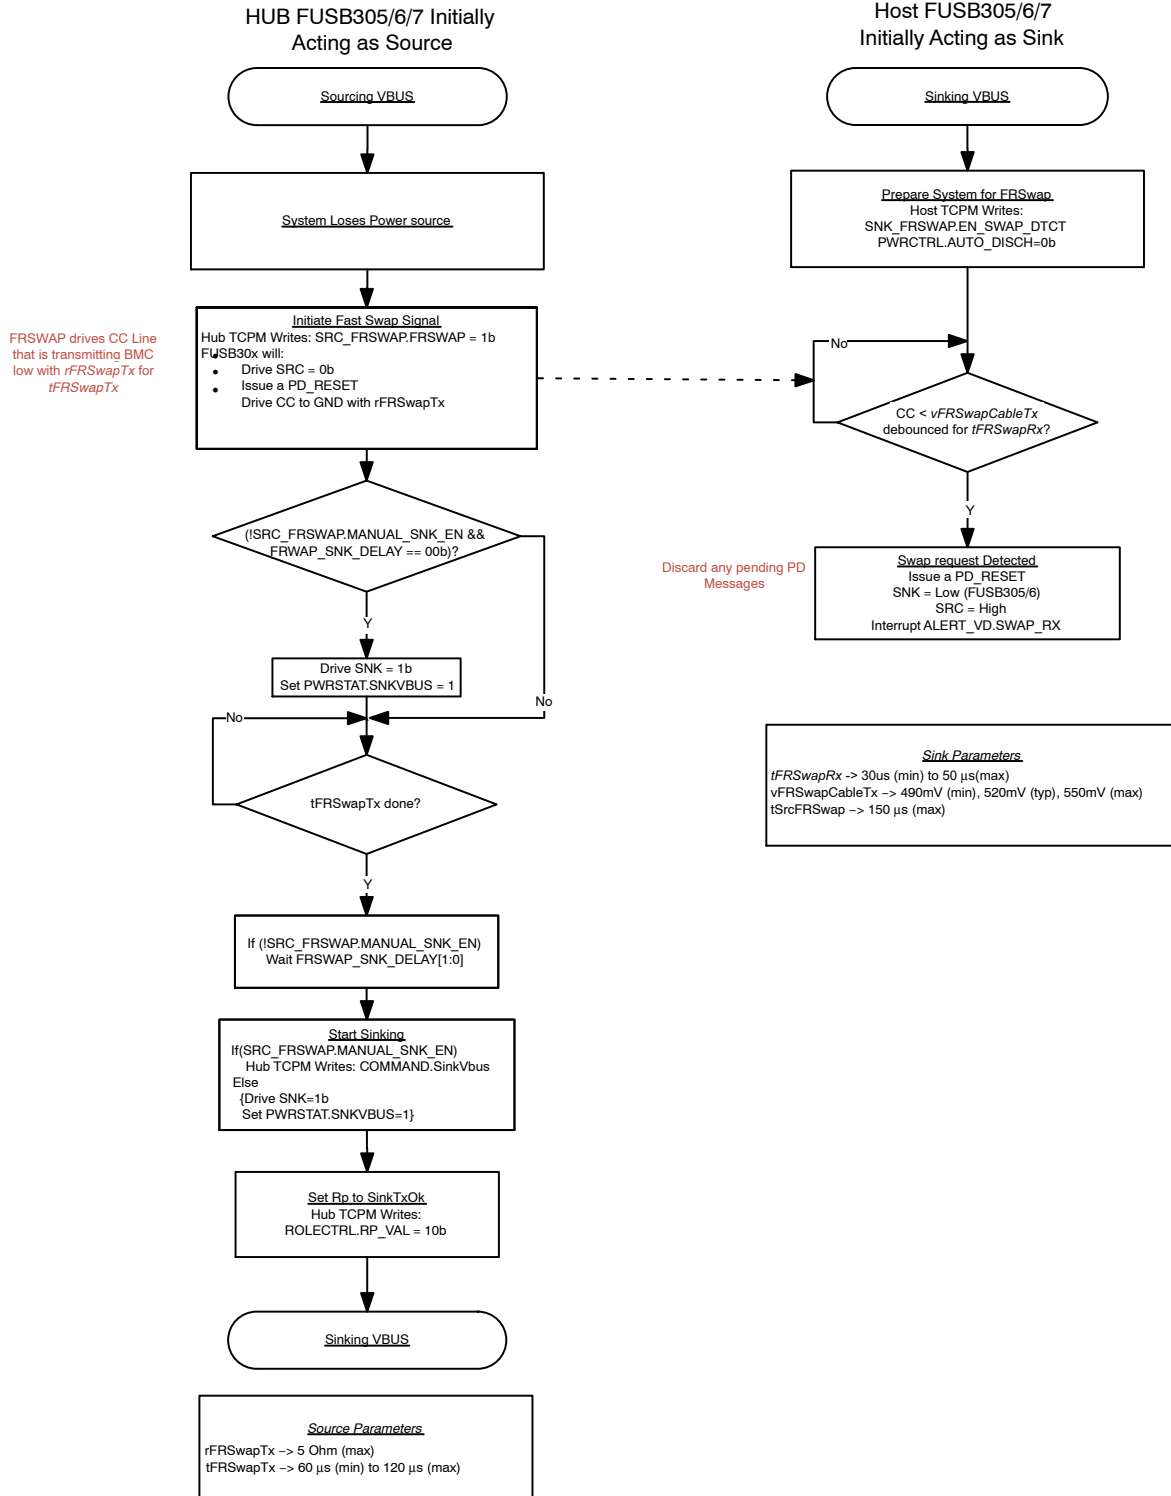 HUB FUSB305/6/7 Initially
Acting as Source
Sourcing VBUS
System Loses Power source
FRSWAP drives CC Line
that is transmitting BMC
low with rFRSwapTx for
tFRSwapTx
Initiate Fast Swap Signal
Hub TCPM Writes: SRC_FRSWAP.FRSWAP = 1b
FUSB30x will:
• Drive SRC = 0b
• Issue a PD_RESET
• Drive CC to GND with rFRSwapTx
(!SRC_FRSWAP.MANUAL_SNK_EN &&
FRWAP_SNK_DELAY == 00b)?
Y
Drive SNK = 1b
Set PWRSTAT.SNKVBUS = 1
No
No
tFRSwapTx done?
Y
If (!SRC_FRSWAP.MANUAL_SNK_EN)
Wait FRSWAP_SNK_DELAY[1:0]
Start Sinking
If(SRC_FRSWAP.MANUAL_SNK_EN)
Hub TCPM Writes: COMMAND.SinkVbus
Else
{Drive SNK=1b
Set PWRSTAT.SNKVBUS=1}
Set Rp to SinkTxOk
Hub TCPM Writes:
ROLECTRL.RP_VAL = 10b
Sinking VBUS
Source Parameters
rFRSwapTx −> 5 Ohm (max)
tFRSwapTx −> 60 μs (min) to 120 μs (max)
Host FUSB305/6/7
Initially Acting as Sink
Sinking VBUS
Prepare System for FRSwap
Host TCPM Writes:
SNK_FRSWAP.EN_SWAP_DTCT
PWRCTRL.AUTO_DISCH=0b
No
CC < vFRSwapCableTx
debounced for tFRSwapRx?
Y
Discard any pending PD
Messages
Swap request Detected
Issue a PD_RESET
SNK = Low (FUSB305/6)
SRC = High
Interrupt ALERT_VD.SWAP_RX
Sink Parameters
tFRSwapRx -> 30us (min) to 50 μs(max)
vFRSwapCableTx −> 490mV (min), 520mV (typ), 550mV (max)
tSrcFRSwap −> 150 μs (max)